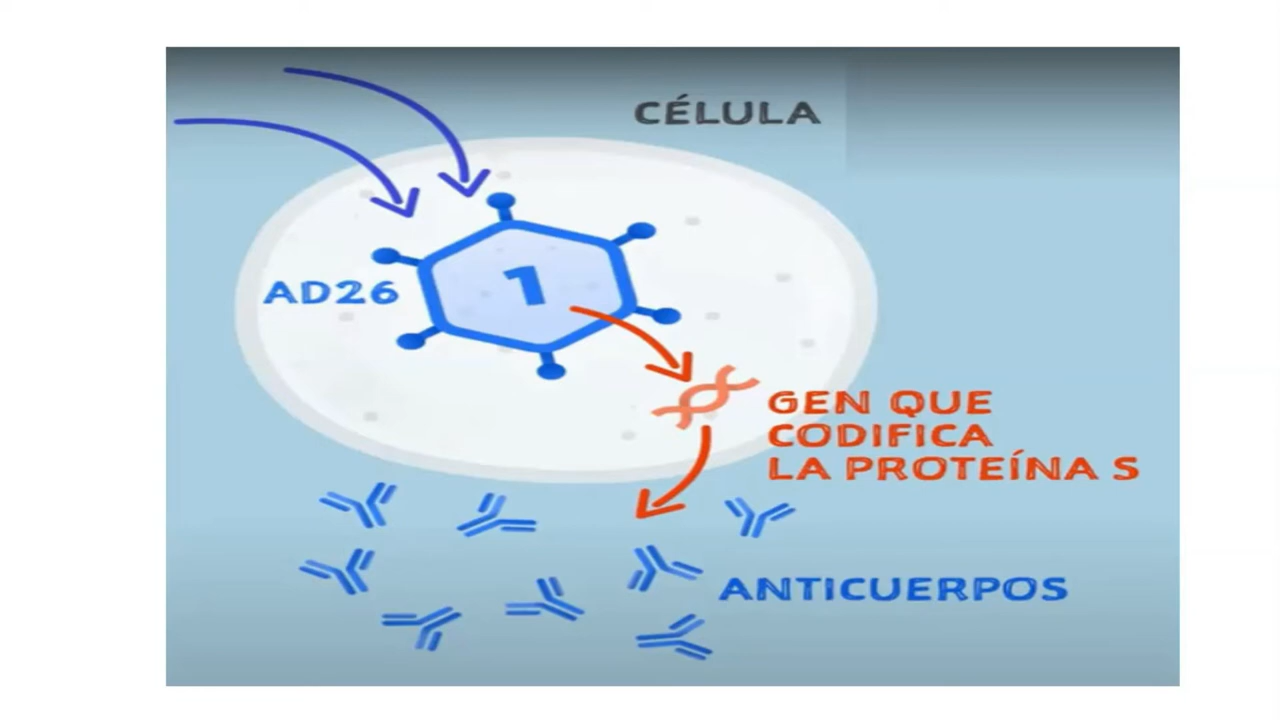 CÉLULA
AD26
1
GEN QUE
CODIFICA
LA PROTEÍNA S
ANTICUERPOS